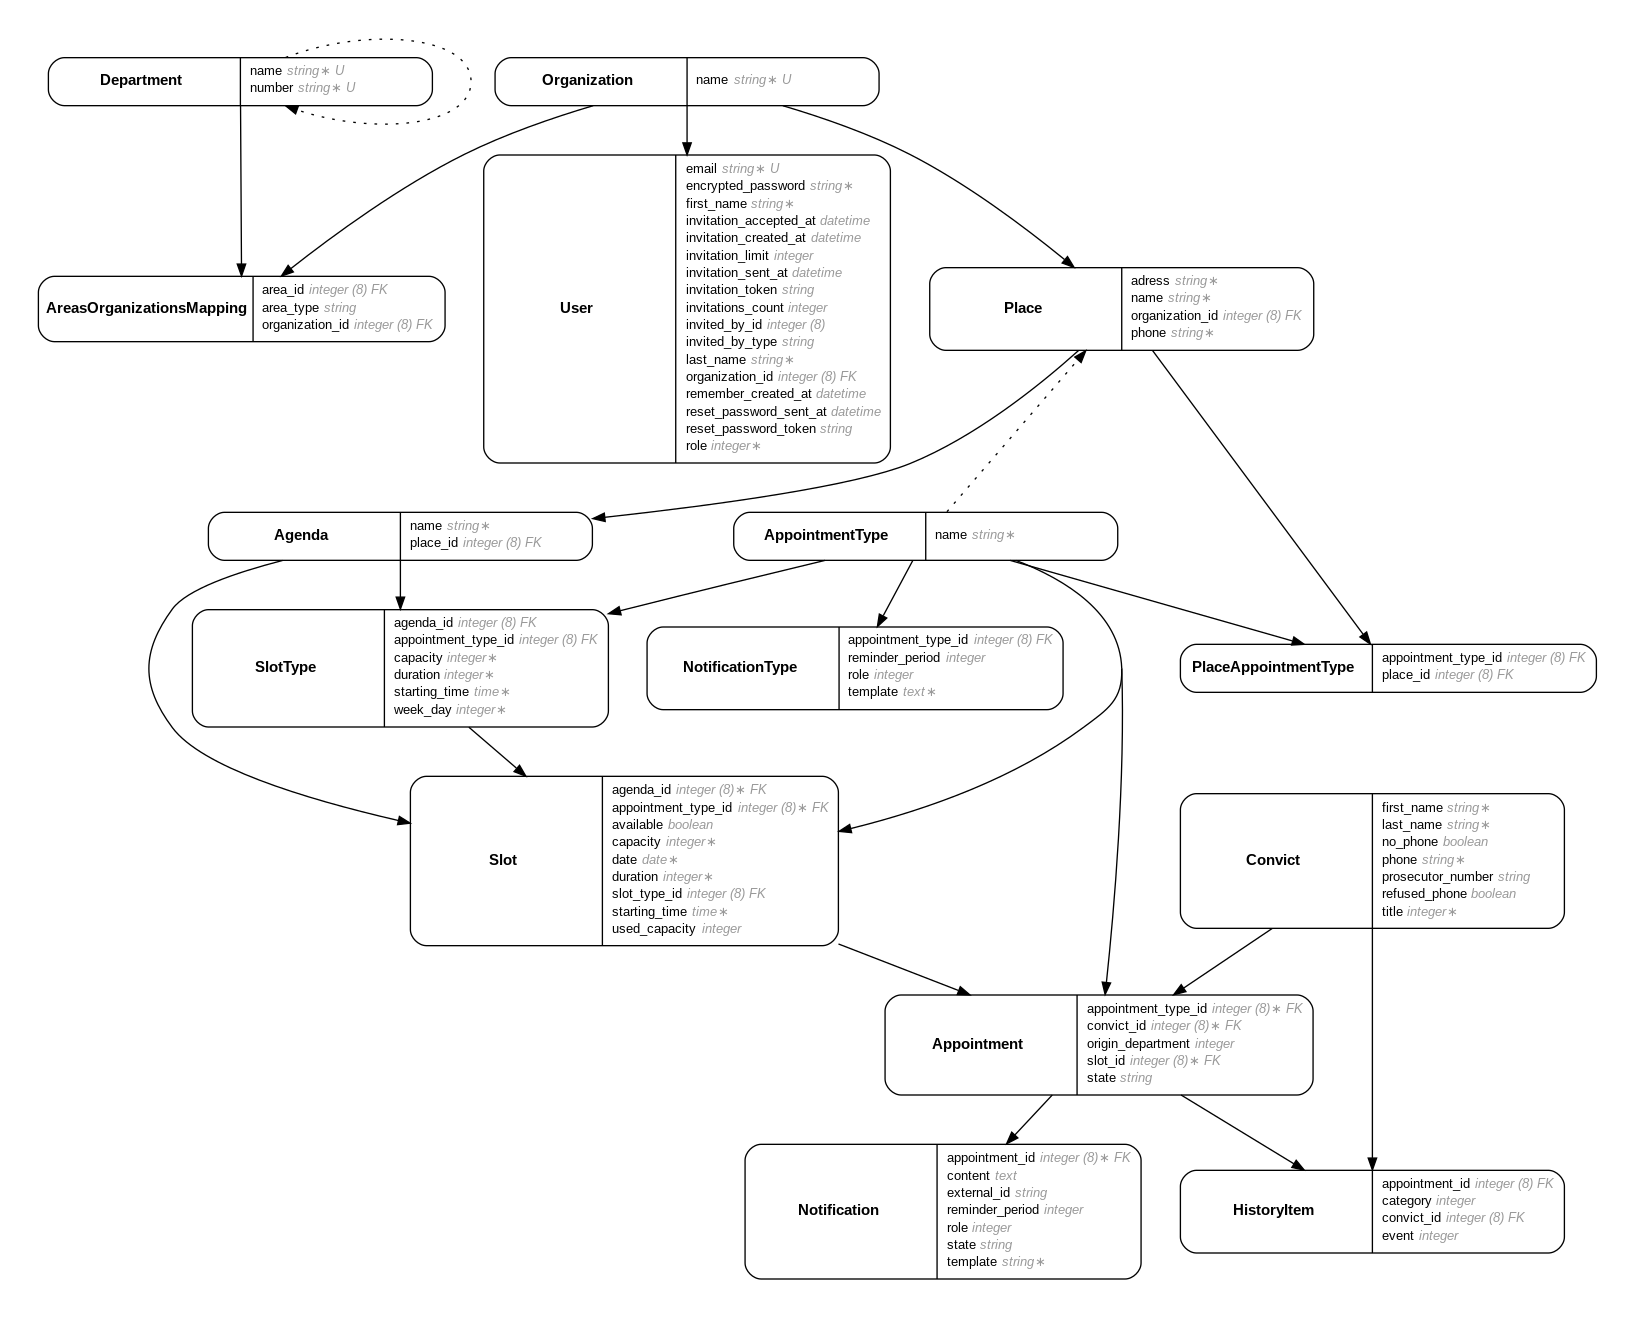 Department
name string∗ U
number string∗ U
Organization
name string∗ U
User
email string∗ U
encrypted_password string∗
first_name string∗
invitation_accepted_at datetime
invitation_created_at datetime
invitation_limit integer
invitation_sent_at datetime
invitation_token string
invitations_count integer
invited_by_id integer (8)
invited_by_type string
last_name string∗
organization_id integer (8) FK
remember_created_at datetime
reset_password_sent_at datetime
reset_password_token string
role integer∗
AreasOrganizationsMapping
area_id integer (8) FK
area_type string
organization_id integer (8) FK
Place
adress string∗
name string∗
organization_id integer (8) FK
phone string∗
Agenda
name string∗
place_id integer (8) FK
AppointmentType
name string∗
SlotType
agenda_id integer (8) FK
appointment_type_id integer (8) FK
capacity integer∗
duration integer∗
starting_time time∗
week_day integer∗
NotificationType
appointment_type_id integer (8) FK
reminder_period integer
role integer
template text∗
PlaceAppointmentType
appointment_type_id integer (8) FK
place_id integer (8) FK
Slot
agenda_id integer (8)∗ FK
appointment_type_id integer (8)∗ FK
available boolean
capacity integer∗
date date∗
duration integer∗
slot_type_id integer (8) FK
starting_time time∗
used_capacity integer
Convict
first_name string∗
last_name string∗
no_phone boolean
phone string∗
prosecutor_number string
refused_phone boolean
title integer∗
Appointment
appointment_type_id integer (8)∗ FK
convict_id integer (8)∗ FK
origin_department integer
slot_id integer (8)∗ FK
state string
Notification
appointment_id integer (8)∗ FK
content text
external_id string
reminder_period integer
role integer
state string
template string∗
HistoryItem
appointment_id integer (8) FK
category integer
convict_id integer (8) FK
event integer